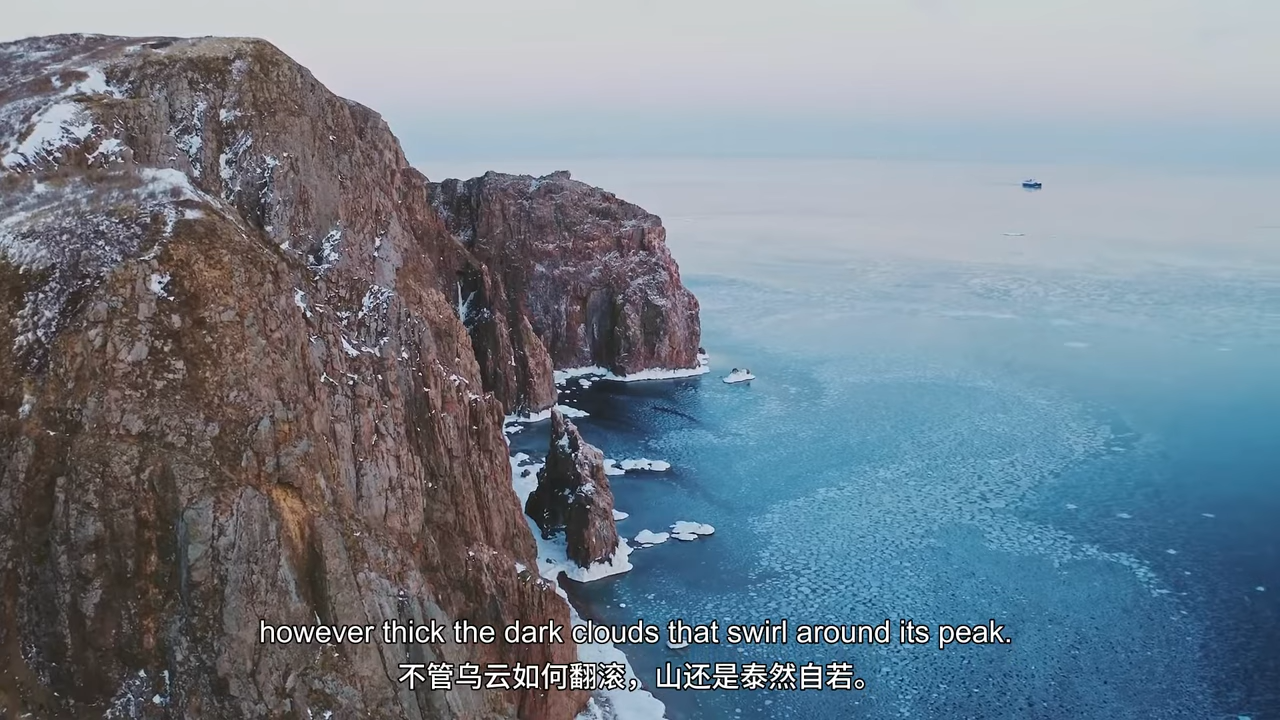 however thick the dark clouds that swirl around its peak.
不管乌云如何翻滚，山还是泰然自若。